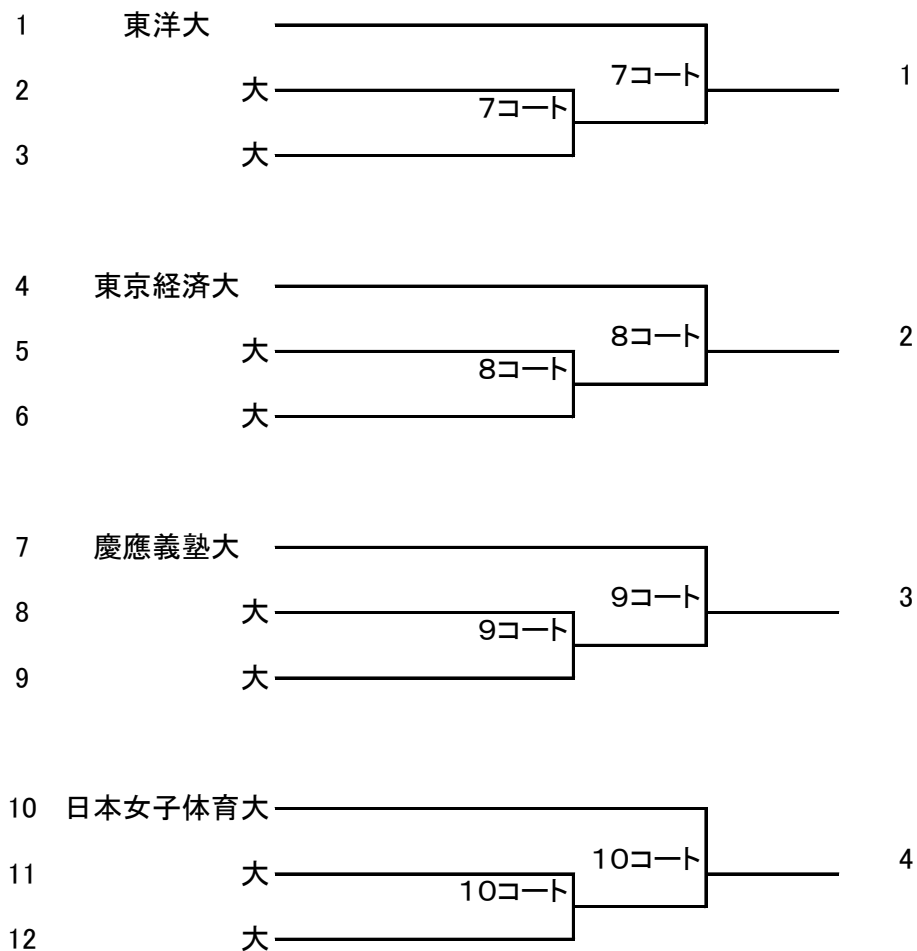 1 東洋大
7コート 1
2 大
7コート
3 大
4 東京経済大
8コート 2
5 大
8コート
6 大
7 慶應義塾大
9コート 3
8 大
9コート
9 大
10 日本女子体育大
10コート 4
11 大
10コート
12 大